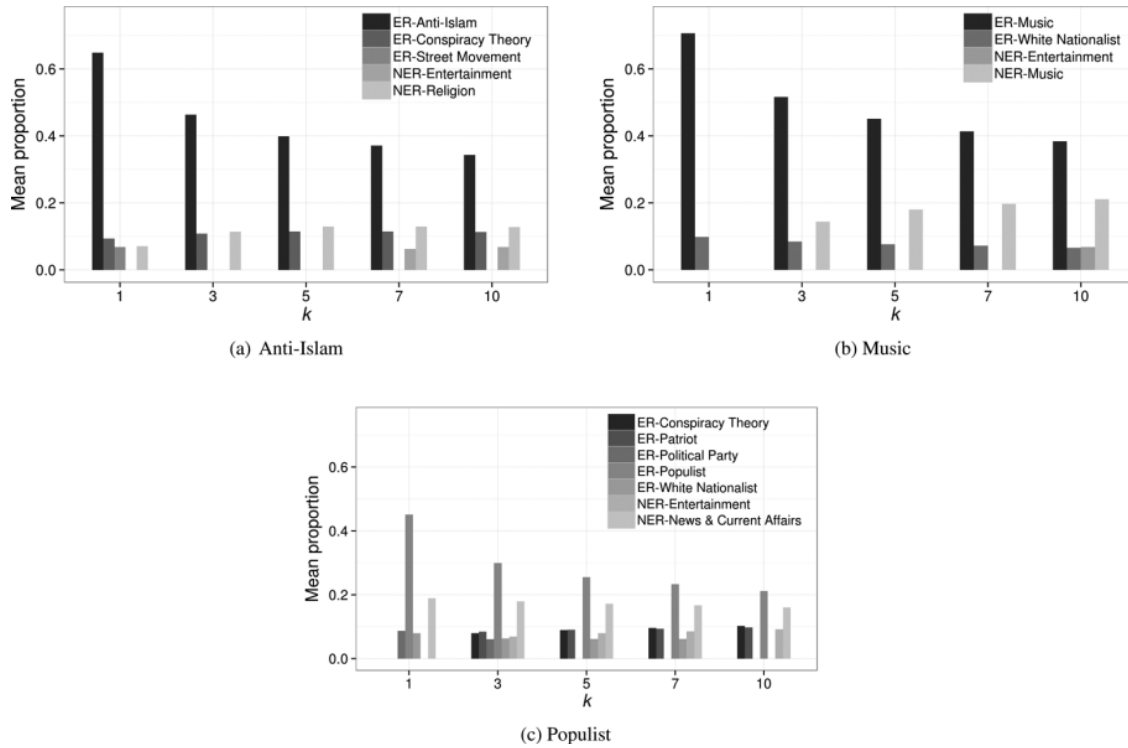 ER-Anti-Islam
ER-Conspiracy Theory
ER-Street Movement
NER-Entertainment
NER-Religion
Mean proportion
0.6
0.4
0.2
0.0
1 3 5 7 10
k
(a) Anti-Islam
ER-Music
ER-White Nationalist
NER-Entertainment
NER-Music
Mean proportion
0.6
0.4
0.2
0.0
1 3 5 7 10
k
(b) Music
ER-Conspiracy Theory
ER-Patriot
ER-Political Party
ER-Populist
ER-White Nationalist
NER-Entertainment
NER-News & Current Affairs
Mean proportion
0.6
0.4
0.2
0.0
1 3 5 7 10
k
(c) Populist